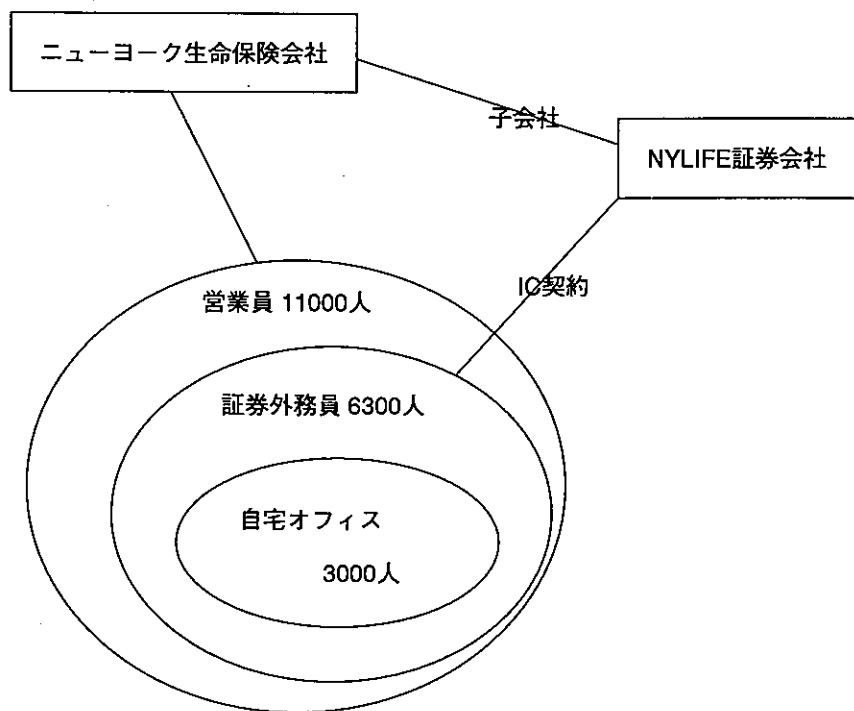 ニューヨーク生命保険会社
子会社
NYLIFE証券会社
IC契約
営業員 11000人
証券外務員 6300人
自宅オフィス
3000人